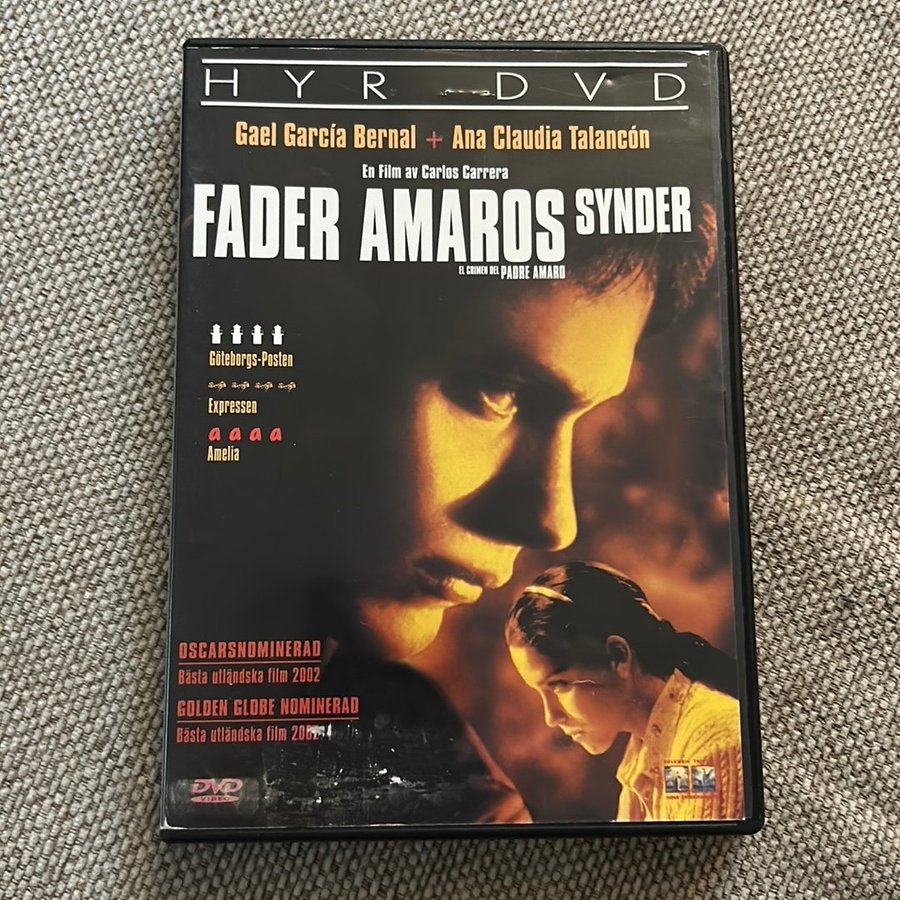 HYR DVD
Gael García Bernal + Ana Claudia Talancón
En Film av Carlos Carrera
FADER AMAROS SYNDER
EL CRIMEN DEL PADRE AMARO
Göteborgs-Posten
Expressen
a a a a
Amelia
OSCARSNOMINERAD
Bästa utländska film 2002
GOLDEN GLOBE NOMINERAD
Bästa utländska film 2002
DVD
VIDEO